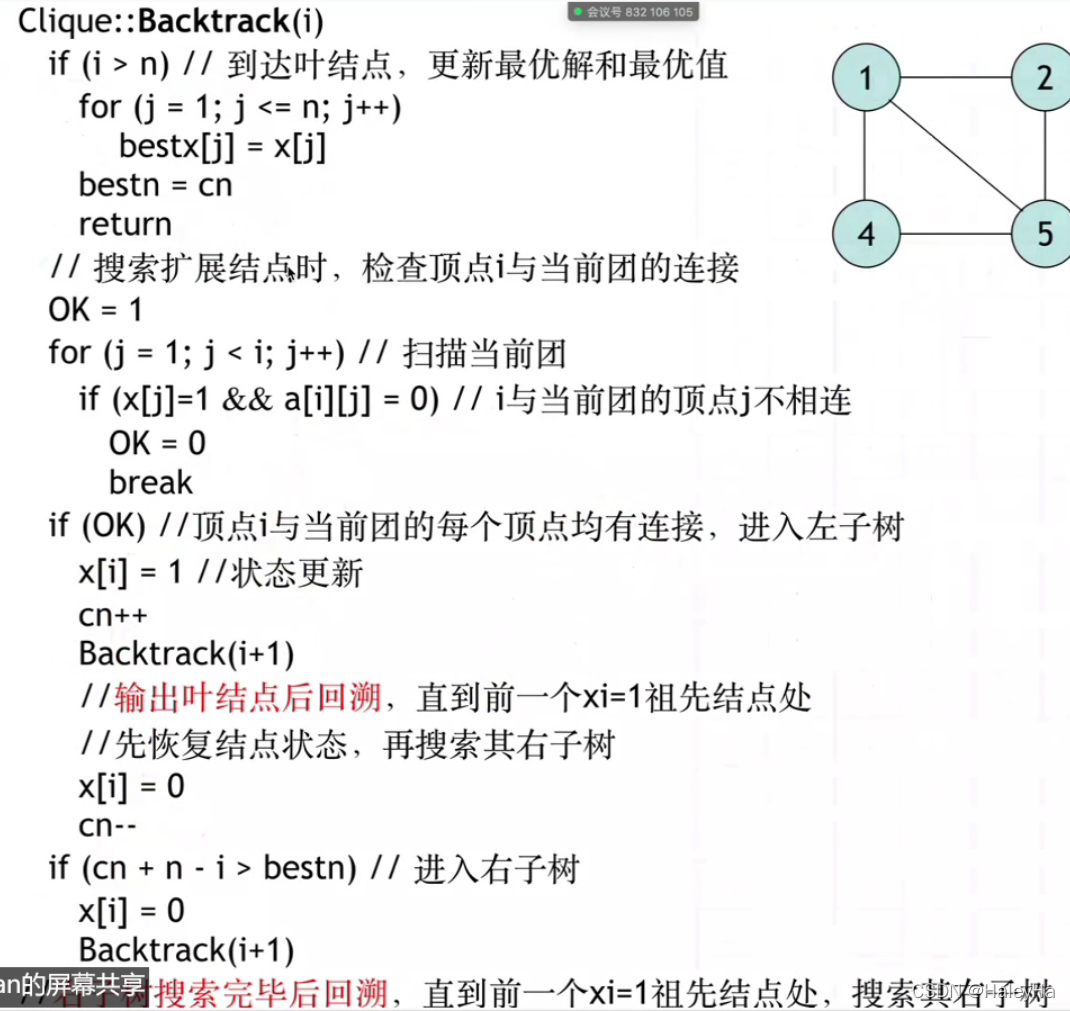 会议号 832 106 105
Clique::Backtrack(i)
if (i > n) // 到达叶结点，更新最优解和最优值
for (j = 1; j <= n; j++)
bestx[j] = x[j]
bestn = cn
return
// 搜索扩展结点时，检查顶点i与当前团的连接
OK = 1
for (j = 1; j < i; j++) // 扫描当前团
if (x[j]=1 && a[i][j] = 0) // i与当前团的顶点j不相连
OK = 0
break
if (OK) //顶点i与当前团的每个顶点均有连接，进入左子树
x[i] = 1 //状态更新
cn++
Backtrack(i+1)
//输出叶结点后回溯，直到前一个xi=1祖先结点处
//先恢复结点状态，再搜索其右子树
x[i] = 0
cn--
if (cn + n - i > bestn) // 进入右子树
x[i] = 0
Backtrack(i+1)
树搜索完毕后回溯，直到前一个xi=1祖先结点处，搜索其右子树
an的屏幕共享
1 2
4 5